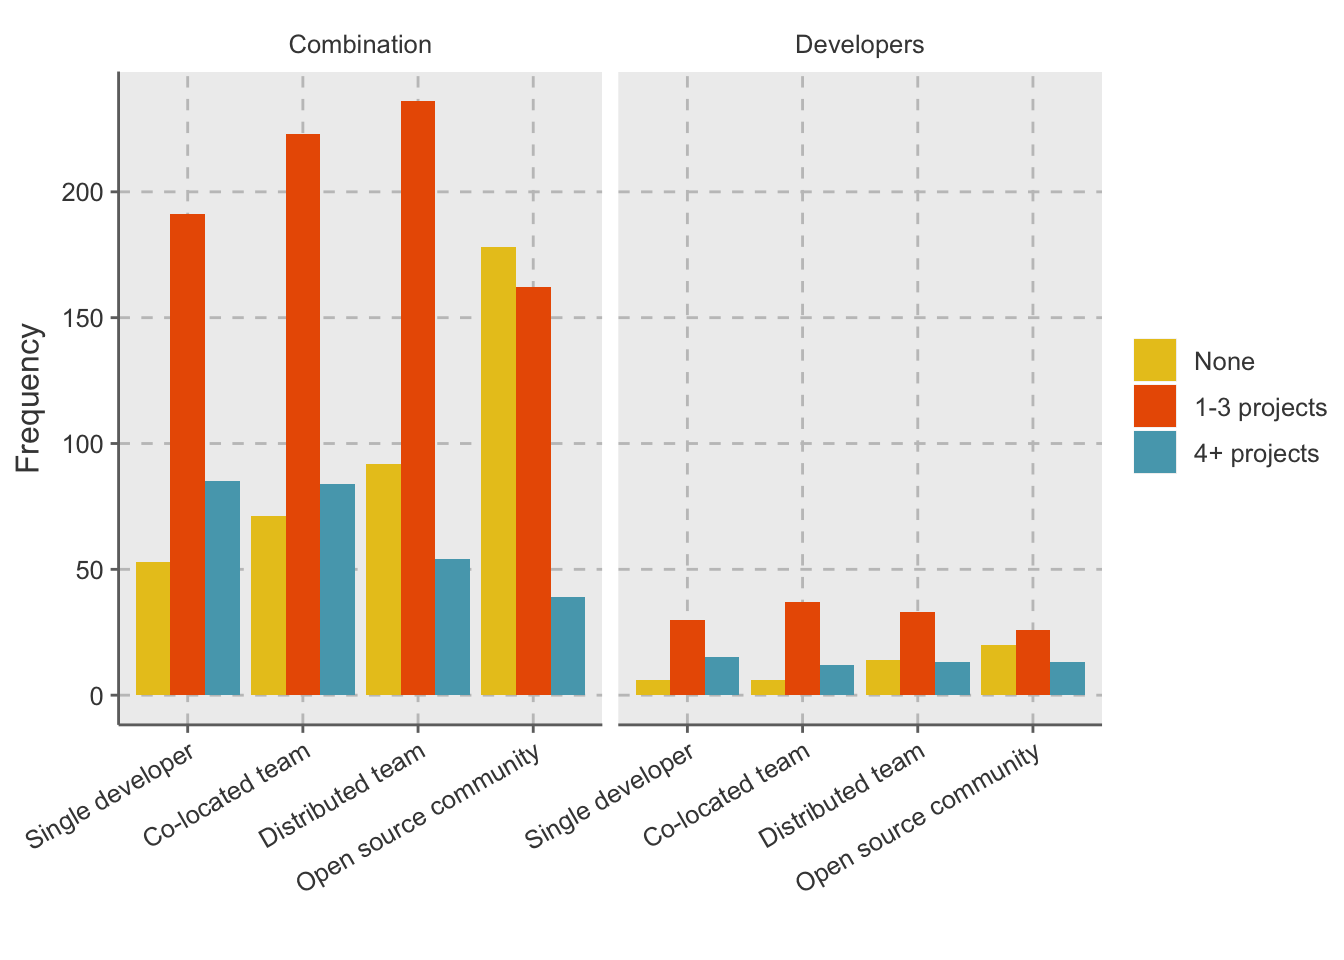 Combination
Developers
Frequency
200
150
100
50
0
Single developer
Co-located team
Distributed team
Open source community
Single developer
Co-located team
Distributed team
Open source community
None
1-3 projects
4+ projects